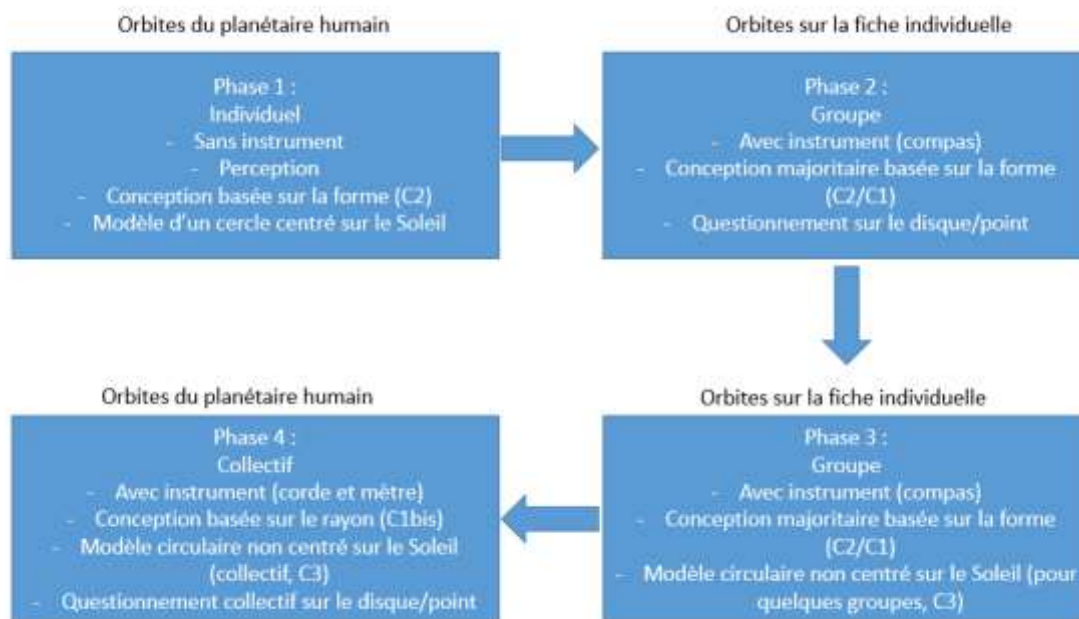 Orbites du planétaire humain
Phase 1 :
Individuel
- Sans instrument
- Perception
- Conception basée sur la forme (C2)
- Modèle d'un cercle centré sur le Soleil
Orbites sur la fiche individuelle
Phase 2 :
Groupe
- Avec instrument (compas)
- Conception majoritaire basée sur la forme
(C2/C1)
- Questionnement sur le disque/point
Orbites sur la fiche individuelle
Phase 3 :
Groupe
- Avec instrument (compas)
- Conception majoritaire basée sur la forme
(C2/C1)
- Modèle circulaire non centré sur le Soleil (pour
quelques groupes, C3)
Orbites du planétaire humain
Phase 4 :
Collectif
- Avec instrument (corde et mètre)
- Conception basée sur le rayon (C1bis)
- Modèle circulaire non centré sur le Soleil
(collectif, C3)
- Questionnement collectif sur le disque/point